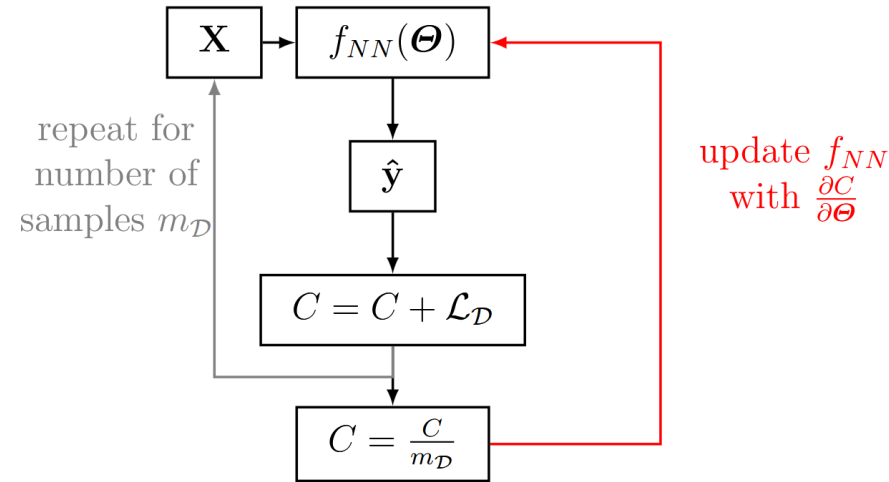 𝐗
f_{NN}(𝜣)
repeat for
number of
samples m_𝒟
ŷ
update f_{NN}
with ∂C/∂𝜣
C = C + 𝓛_𝒟
C = C/m_𝒟